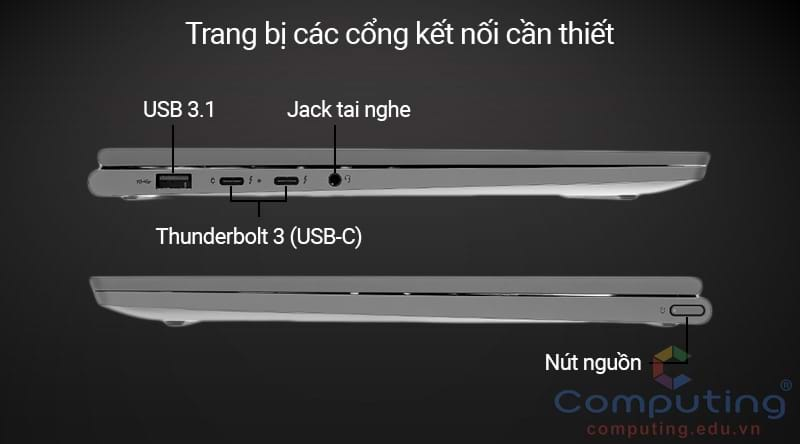 Trang bị các cổng kết nối cần thiết
USB 3.1
Jack tai nghe
Thunderbolt 3 (USB-C)
Nút nguồn
Computing®
computing.edu.vn